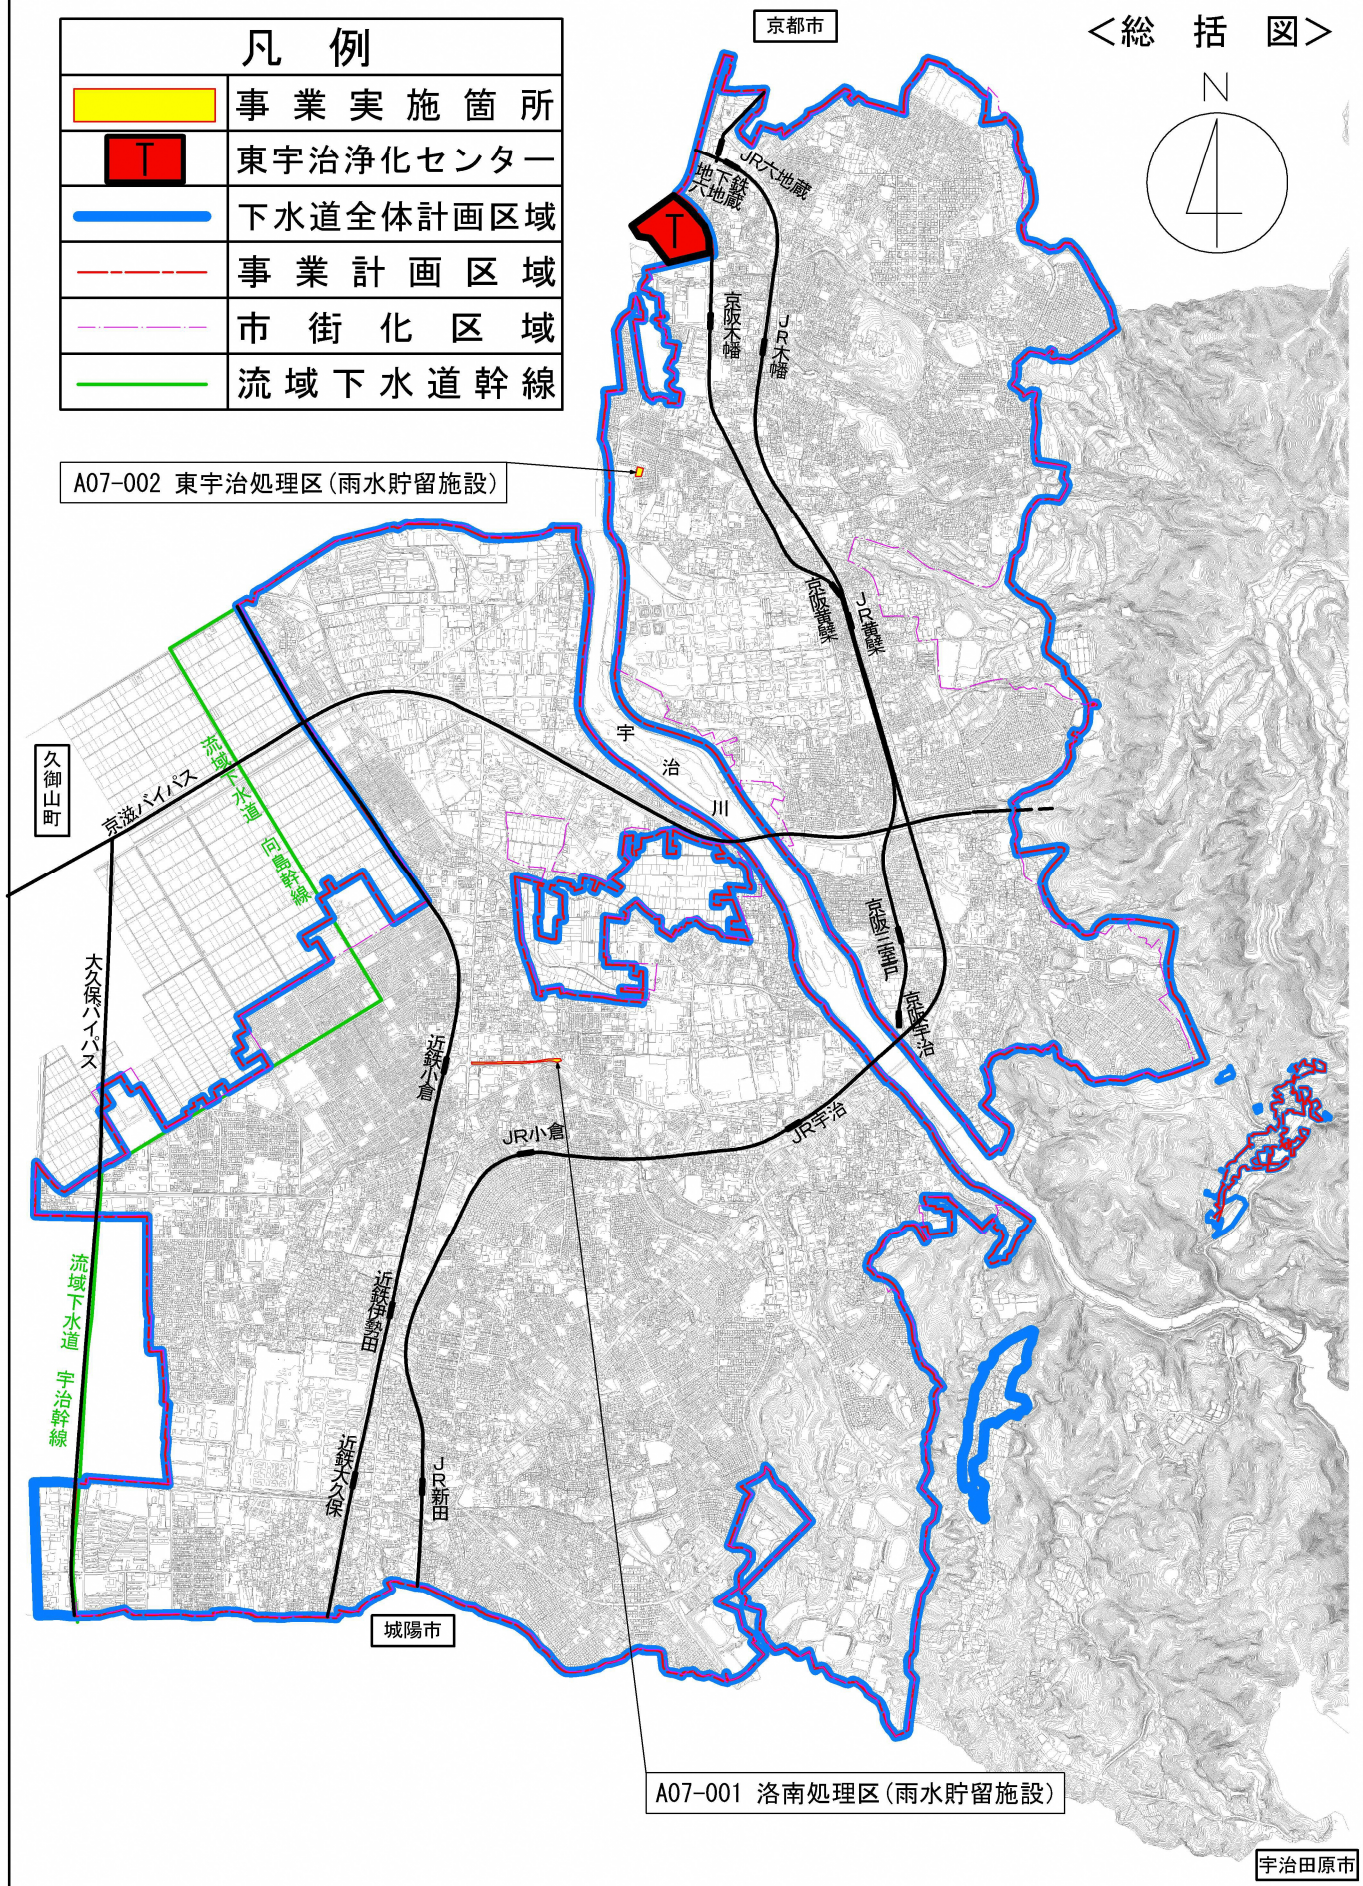 京都市
<総括図>
凡例
事業実施箇所
T
東宇治浄化センター
下水道全体計画区域
事業計画区域
市街化区域
流域下水道幹線
N
JR六地蔵
地下鉄
六地蔵
T
京阪木幡
JR木幡
A07-002 東宇治処理区(雨水貯留施設)
京阪黄檗
JR黄檗
宇治川
久御山町
京滋バイパス
流域下水道 向島幹線
大久保バイパス
京阪三室戸
京阪宇治
近鉄小倉
JR小倉
JR宇治
流域下水道 宇治幹線
近鉄伊勢田
近鉄大久保
JR新田
城陽市
A07-001 洛南処理区(雨水貯留施設)
宇治田原市